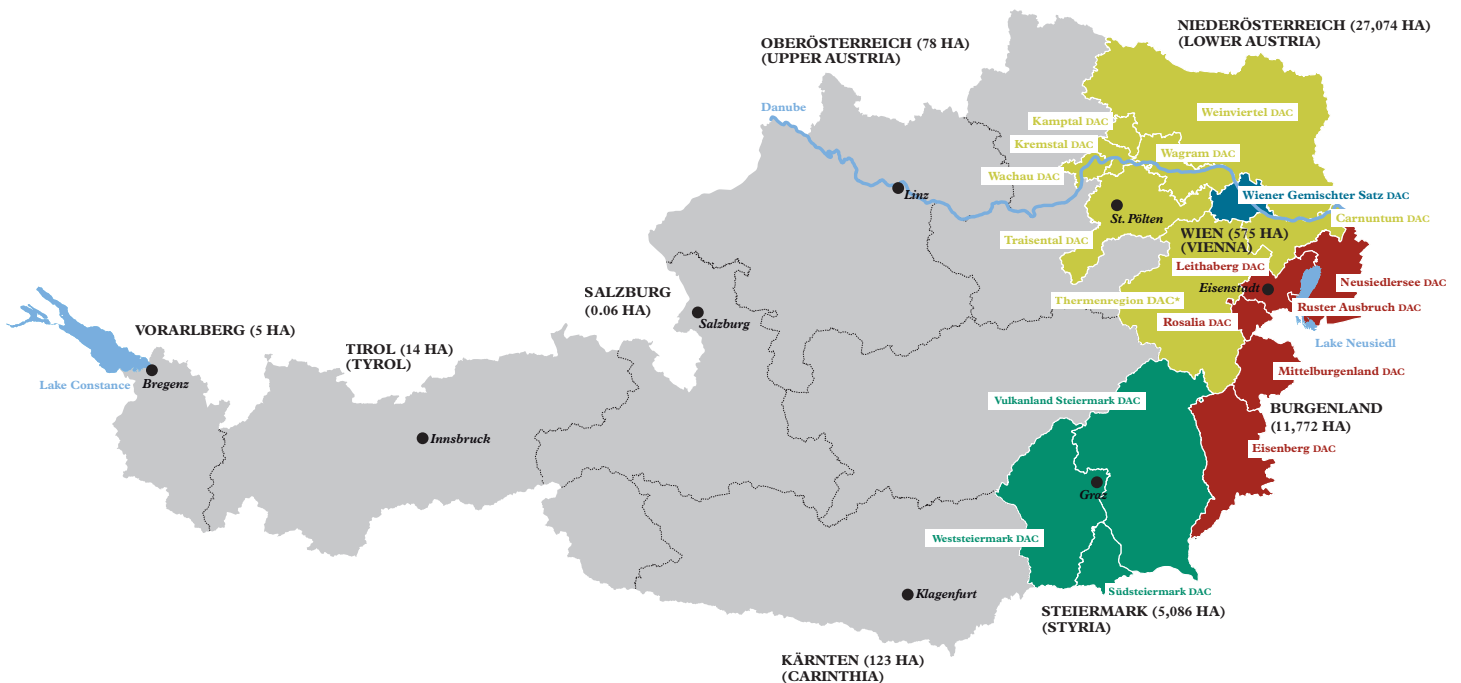 NIEDERÖSTERREICH (27,074 HA)
(LOWER AUSTRIA)
OBERÖSTERREICH (78 HA)
(UPPER AUSTRIA)
Danube
Weinviertel DAC
Kamptal DAC
Kremstal DAC
Wagram DAC
Wachau DAC
Linz
Wiener Gemischter Satz DAC
St. Pölten
Carnuntum DAC
WIEN (575 HA)
(VIENNA)
Traisental DAC
Leithaberg DAC
Neusiedlersee DAC
Eisenstadt
SALZBURG
(0.06 HA)
Thermenregion DAC*
Ruster Ausbruch DAC
Salzburg
Rosalia DAC
VORARLBERG (5 HA)
Lake Neusiedl
TIROL (14 HA)
(TYROL)
Mittelburgenland DAC
Lake Constance
Bregenz
Vulkanland Steiermark DAC
BURGENLAND
(11,772 HA)
Innsbruck
Eisenberg DAC
Graz
Weststeiermark DAC
Südsteiermark DAC
Klagenfurt
STEIERMARK (5,086 HA)
(STYRIA)
KÄRNTEN (123 HA)
(CARINTHIA)